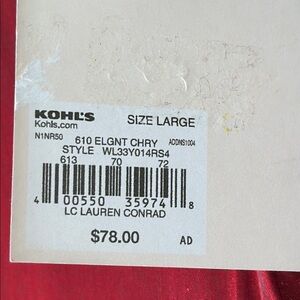 KOHL'S
Kohls.com
SIZE LARGE
N1NR50
610 ELGNT CHRY
ADDNS1004
STYLE WL33Y014RS4
613 70 72
4 00550 35974 8
LC LAUREN CONRAD
$78.00
AD